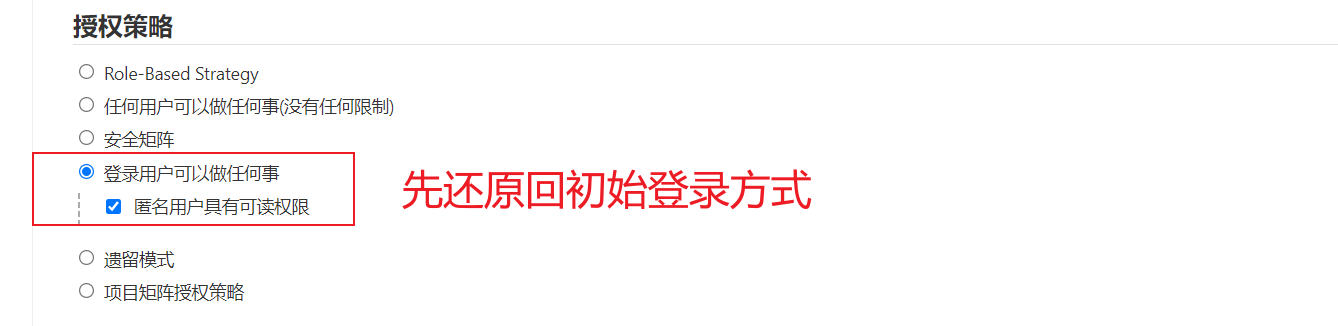 授权策略
Role-Based Strategy
任何用户可以做任何事(没有任何限制)
安全矩阵
登录用户可以做任何事
匿名用户具有可读权限
先还原回初始登录方式
遗留模式
项目矩阵授权策略